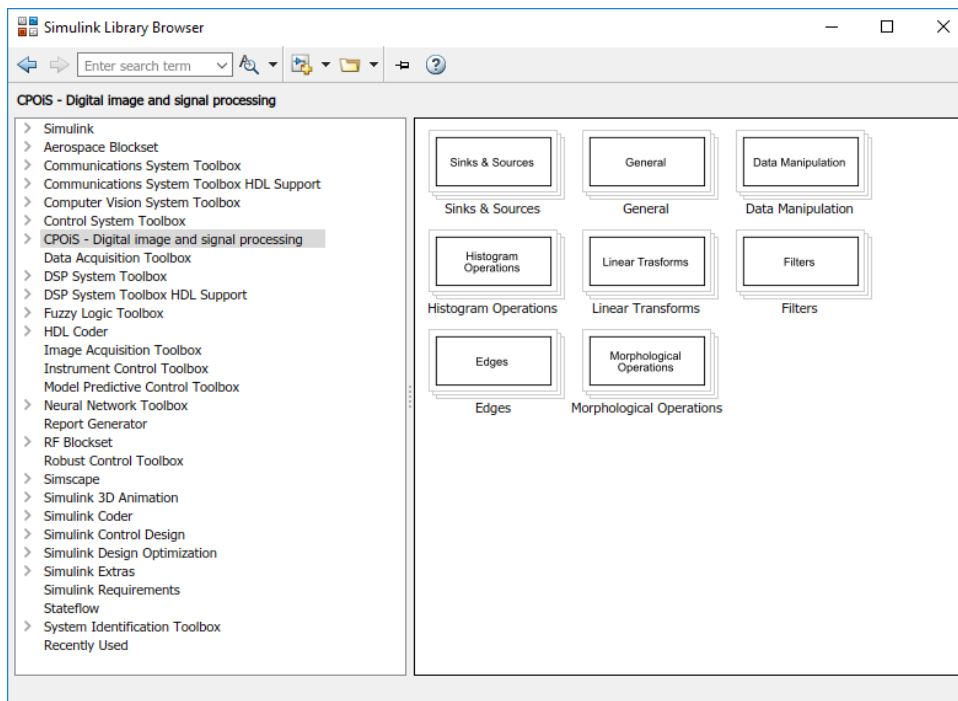 Simulink Library Browser
Enter search term
CPOiS - Digital image and signal processing
Simulink
Aerospace Blockset
Communications System Toolbox
Communications System Toolbox HDL Support
Computer Vision System Toolbox
Control System Toolbox
CPOiS - Digital image and signal processing
Data Acquisition Toolbox
DSP System Toolbox
DSP System Toolbox HDL Support
Fuzzy Logic Toolbox
HDL Coder
Image Acquisition Toolbox
Instrument Control Toolbox
Model Predictive Control Toolbox
Neural Network Toolbox
Report Generator
RF Blockset
Robust Control Toolbox
Simscape
Simulink 3D Animation
Simulink Coder
Simulink Control Design
Simulink Design Optimization
Simulink Extras
Simulink Requirements
Stateflow
System Identification Toolbox
Recently Used
Sinks & Sources
General
Data Manipulation
Sinks & Sources
General
Data Manipulation
Histogram
Operations
Linear Trasforms
Filters
Histogram Operations
Linear Transforms
Filters
Edges
Morphological
Operations
Edges
Morphological Operations